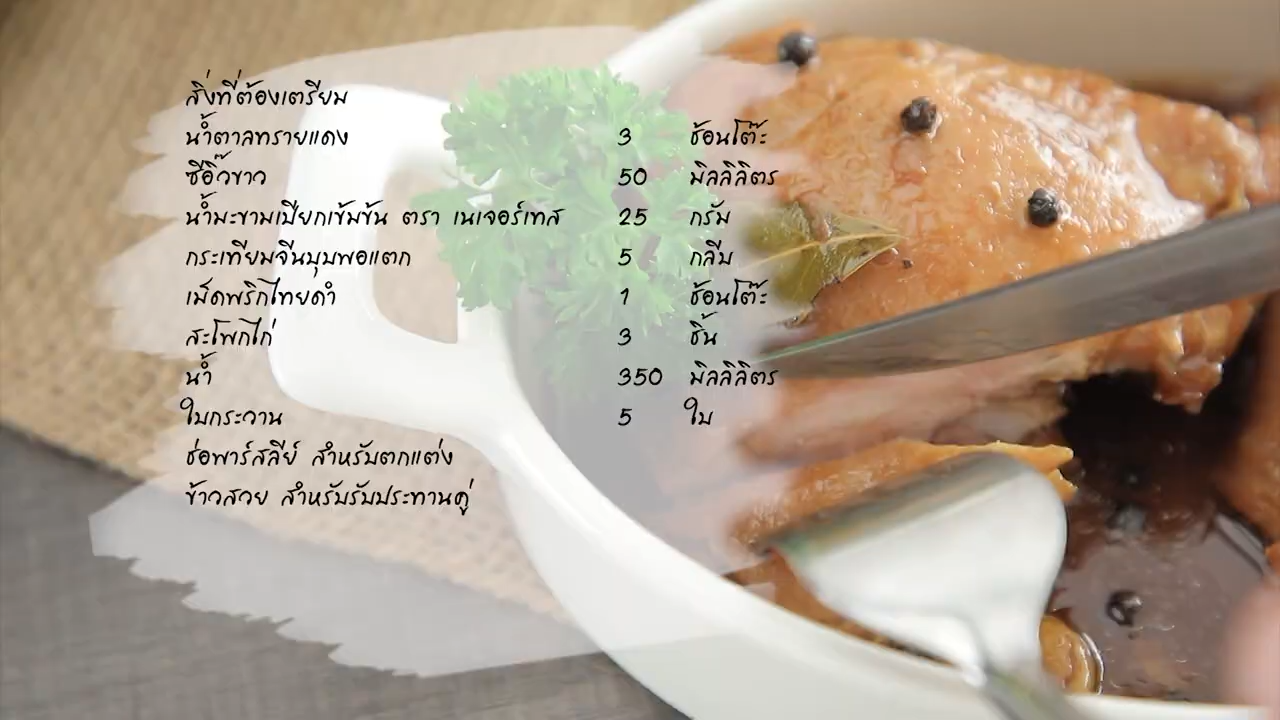 สิ่งที่ต้องเตรียม
น้ำตาลทรายแดง 3 ช้อนโต๊ะ
ซีอิ๊วขาว 50 มิลลิลิตร
น้ำมะขามเปียกเข้มข้น ตรา เนเจอร์เทส 25 กรัม
กระเทียมจีนบุบพอแตก 5 กลีบ
เม็ดพริกไทยดำ 1 ช้อนโต๊ะ
สะโพกไก่ 3 ชิ้น
น้ำ 350 มิลลิลิตร
ใบกระวาน 5 ใบ
ช่อพาร์สลีย์ สำหรับตกแต่ง
ข้าวสวย สำหรับรับประทานคู่